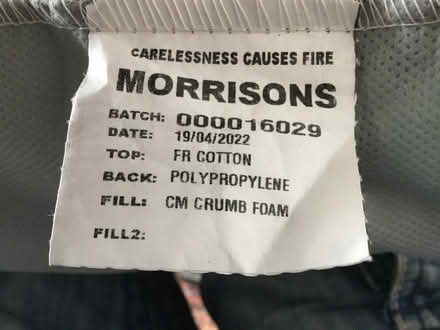 CARELESSNESS CAUSES FIRE
MORRISONS
BATCH: 000016029
DATE: 19/04/2022
TOP: FR COTTON
BACK: POLYPROPYLENE
FILL: CM CRUMB FOAM
FILL2: